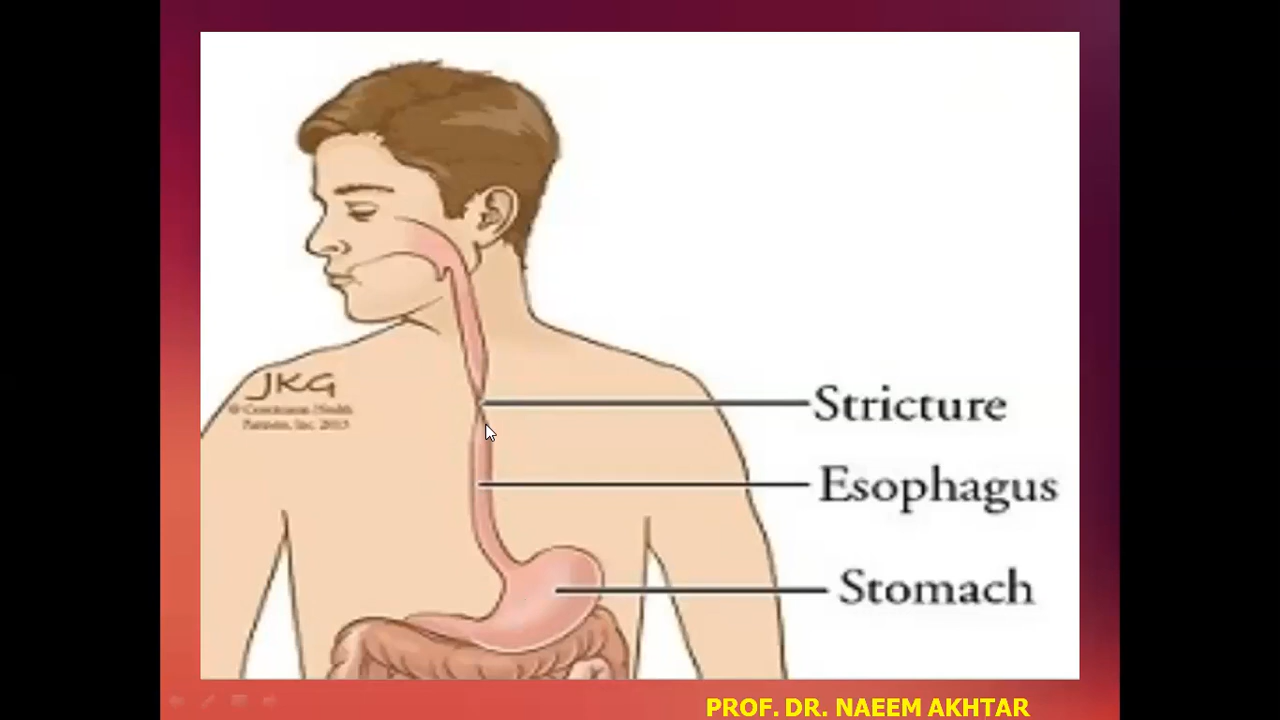 JKG
Stricture
Esophagus
Stomach
PROF. DR. NAEEM AKHTAR